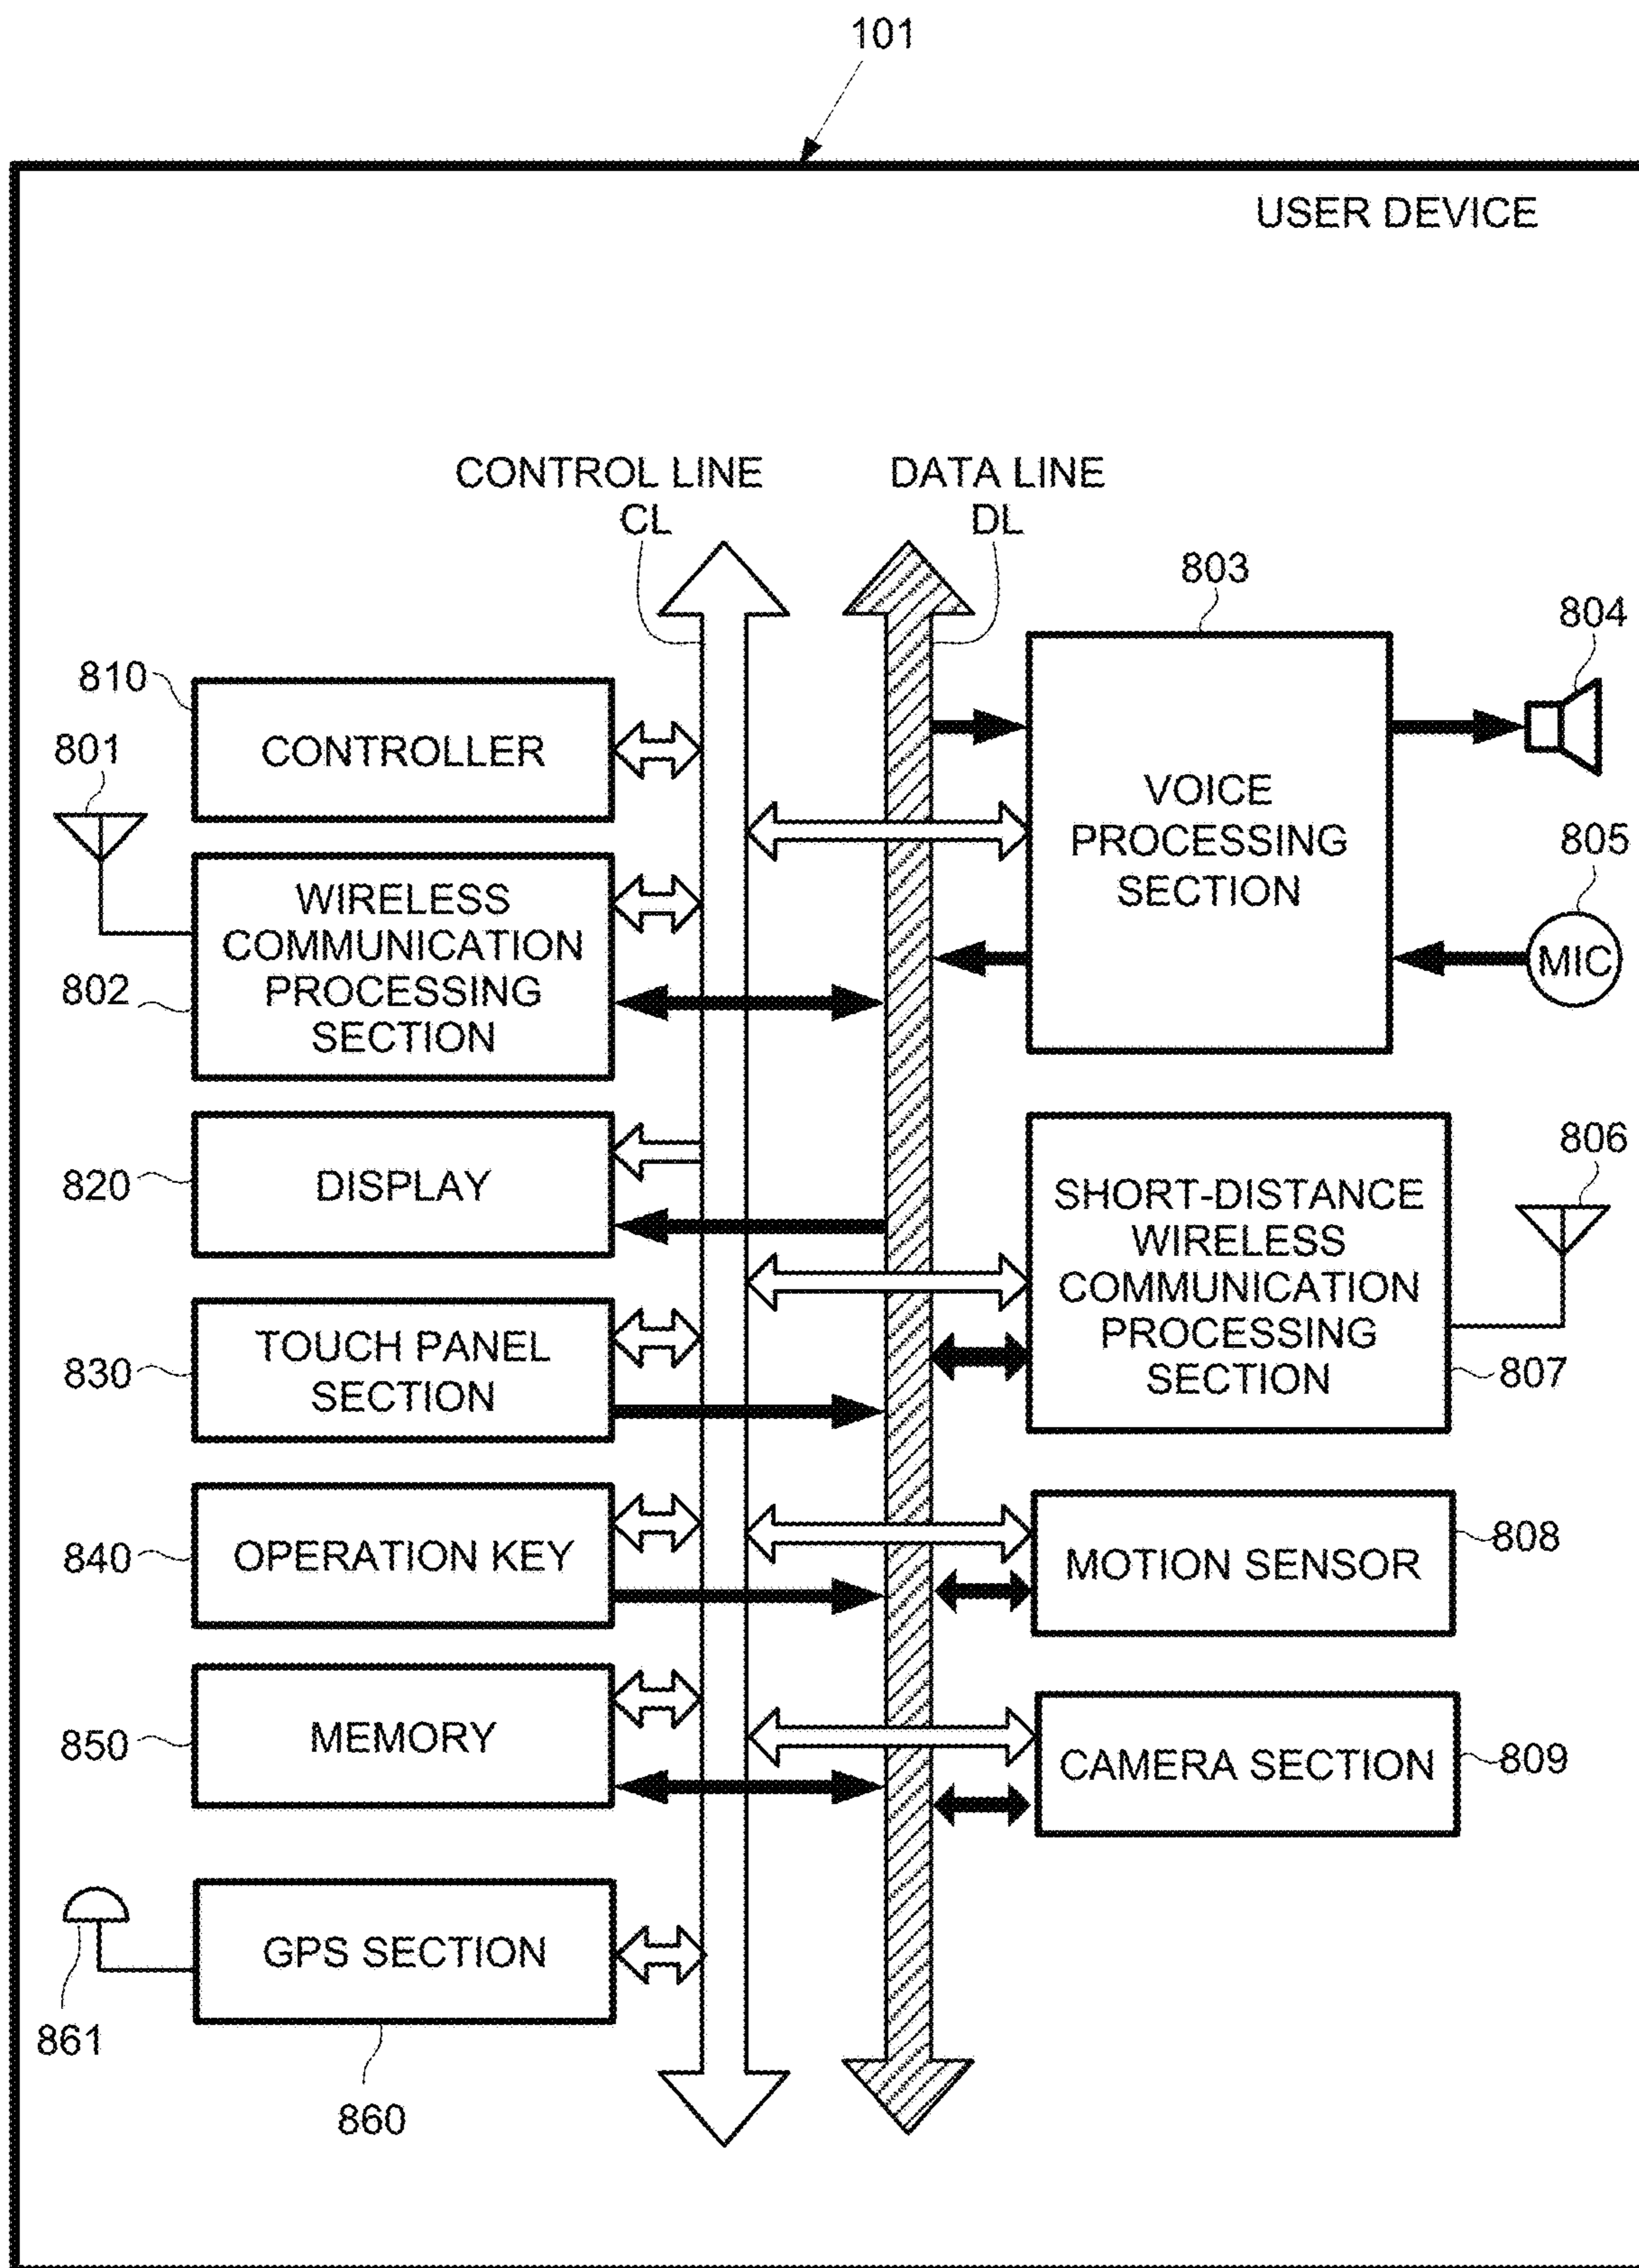 101
USER DEVICE
CONTROL LINE
CL
DATA LINE
DL
803
804
810
CONTROLLER
801
VOICE
PROCESSING
SECTION
805
MIC
WIRELESS
COMMUNICATION
PROCESSING
SECTION
802
806
820
DISPLAY
SHORT-DISTANCE
WIRELESS
COMMUNICATION
PROCESSING
SECTION
807
830
TOUCH PANEL
SECTION
840
OPERATION KEY
MOTION SENSOR
808
850
MEMORY
CAMERA SECTION
809
GPS SECTION
861
860